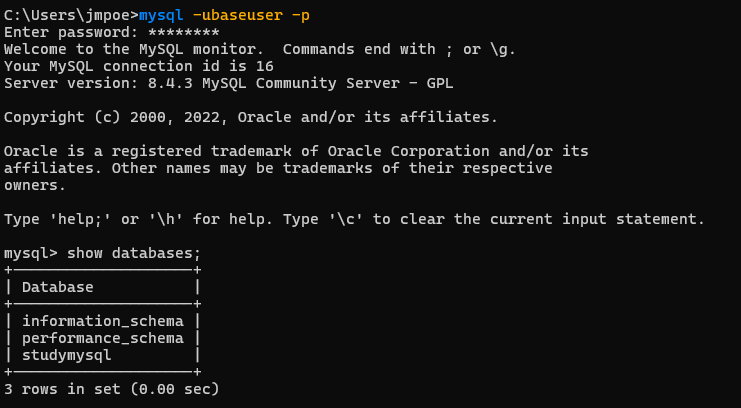 C:\Users\jmpoe>mysql -ubaseuser -p
Enter password: ********
Welcome to the MySQL monitor.  Commands end with ; or \g.
Your MySQL connection id is 16
Server version: 8.4.3 MySQL Community Server - GPL

Copyright (c) 2000, 2022, Oracle and/or its affiliates.

Oracle is a registered trademark of Oracle Corporation and/or its
affiliates. Other names may be trademarks of their respective
owners.

Type 'help;' or '\h' for help. Type '\c' to clear the current input statement.

mysql> show databases;
+--------------------+
| Database           |
+--------------------+
| information_schema |
| performance_schema |
| studymysql         |
+--------------------+
3 rows in set (0.00 sec)